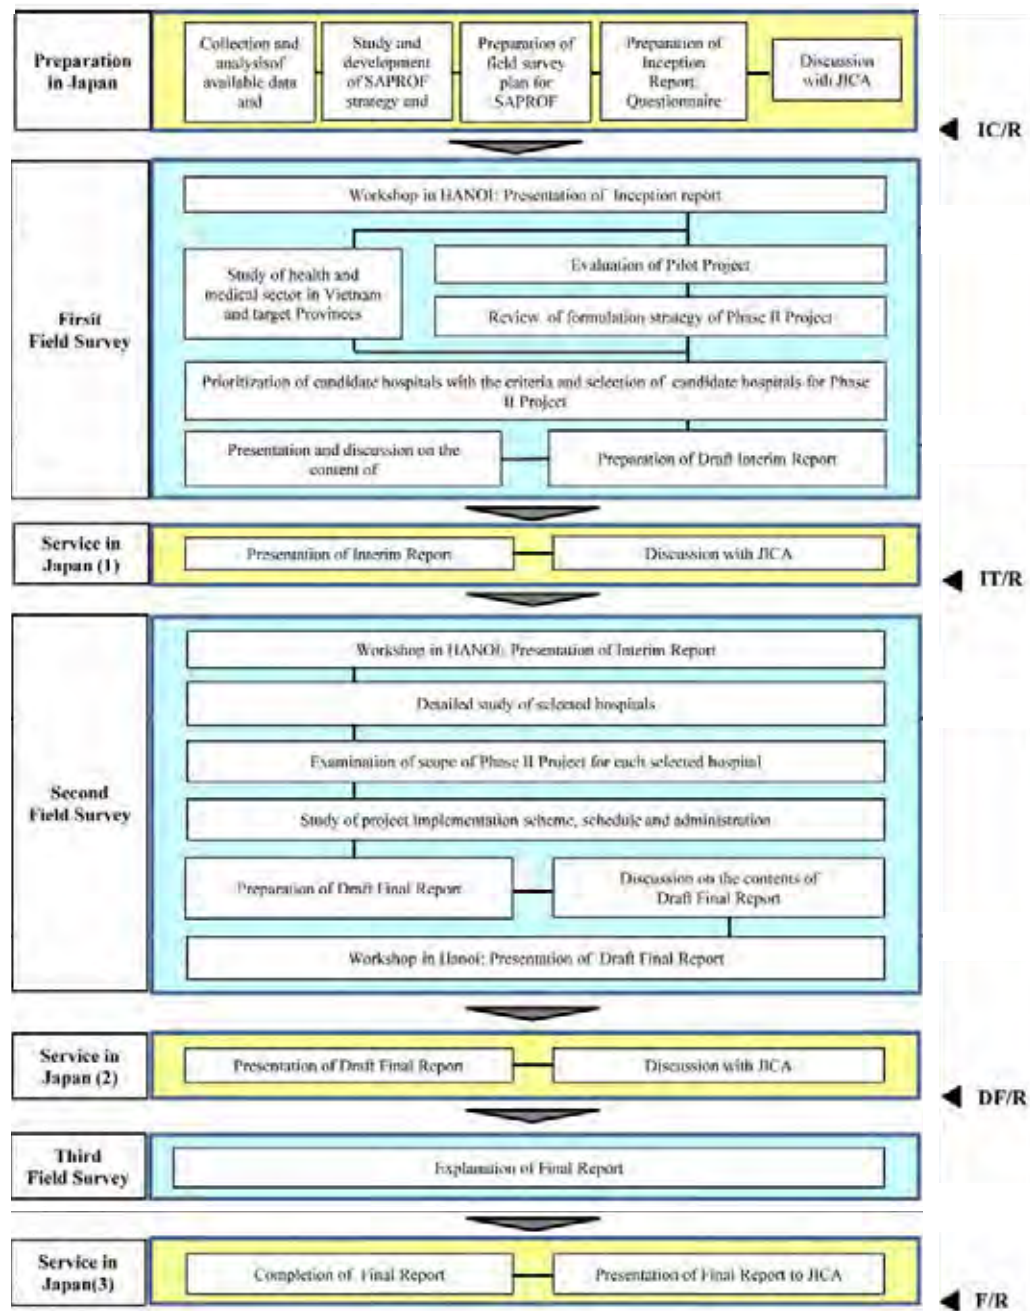 Preparation
in Japan
Collection and
analysisof
available data
and
Study and
development
of SAPROF
strategy and
Preparation of
field survey
plan for
SAPROF
Preparation of
Inception
Report,
Questionnaire
Discussion
with JICA
IC/R
Firsit
Field Survey
Workshop in HANOI: Presentation of Inception report
Study of health and
medical sector in Vietnam
and target Provinces
Evaluation of Pilot Project
Review of formulation strategy of Phase II Project
Prioritization of candidate hospitals with the criteria and selection of candidate hospitals for Phase
II Project
Presentation and discussion on the
content of
Preparation of Draft Interim Report
Service in
Japan (1)
Presentation of Interim Report
Discussion with JICA
IT/R
Second
Field Survey
Workshop in HANOI: Presentation of Interim Report
Detailed study of selected hospitals
Examination of scope of Phase II Project for each selected hospital
Study of project implementation scheme, schedule and administration
Preparation of Draft Final Report
Discussion on the contents of
Draft Final Report
Workshop in Hanoi: Presentation of Draft Final Report
Service in
Japan (2)
Presentation of Draft Final Report
Discussion with JICA
DF/R
Third
Field Survey
Explanation of Final Report
Service in
Japan(3)
Completion of Final Report
Presentation of Final Report to JICA
F/R